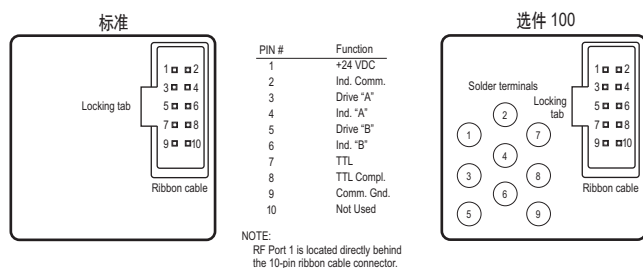 标准
1 2
3 4
Locking tab
5 6
7 8
9 10
Ribbon cable
PIN # Function
1 +24 VDC
2 Ind. Comm.
3 Drive “A”
4 Ind. “A”
5 Drive “B”
6 Ind. “B”
7 TTL
8 TTL Compl.
9 Comm. Gnd.
10 Not Used
NOTE:
RF Port 1 is located directly behind
the 10-pin ribbon cable connector.
选件 100
Solder terminals
2
1 7
4
3 8
6
5 9
Locking
tab
1 2
3 4
5 6
7 8
9 10
Ribbon cable